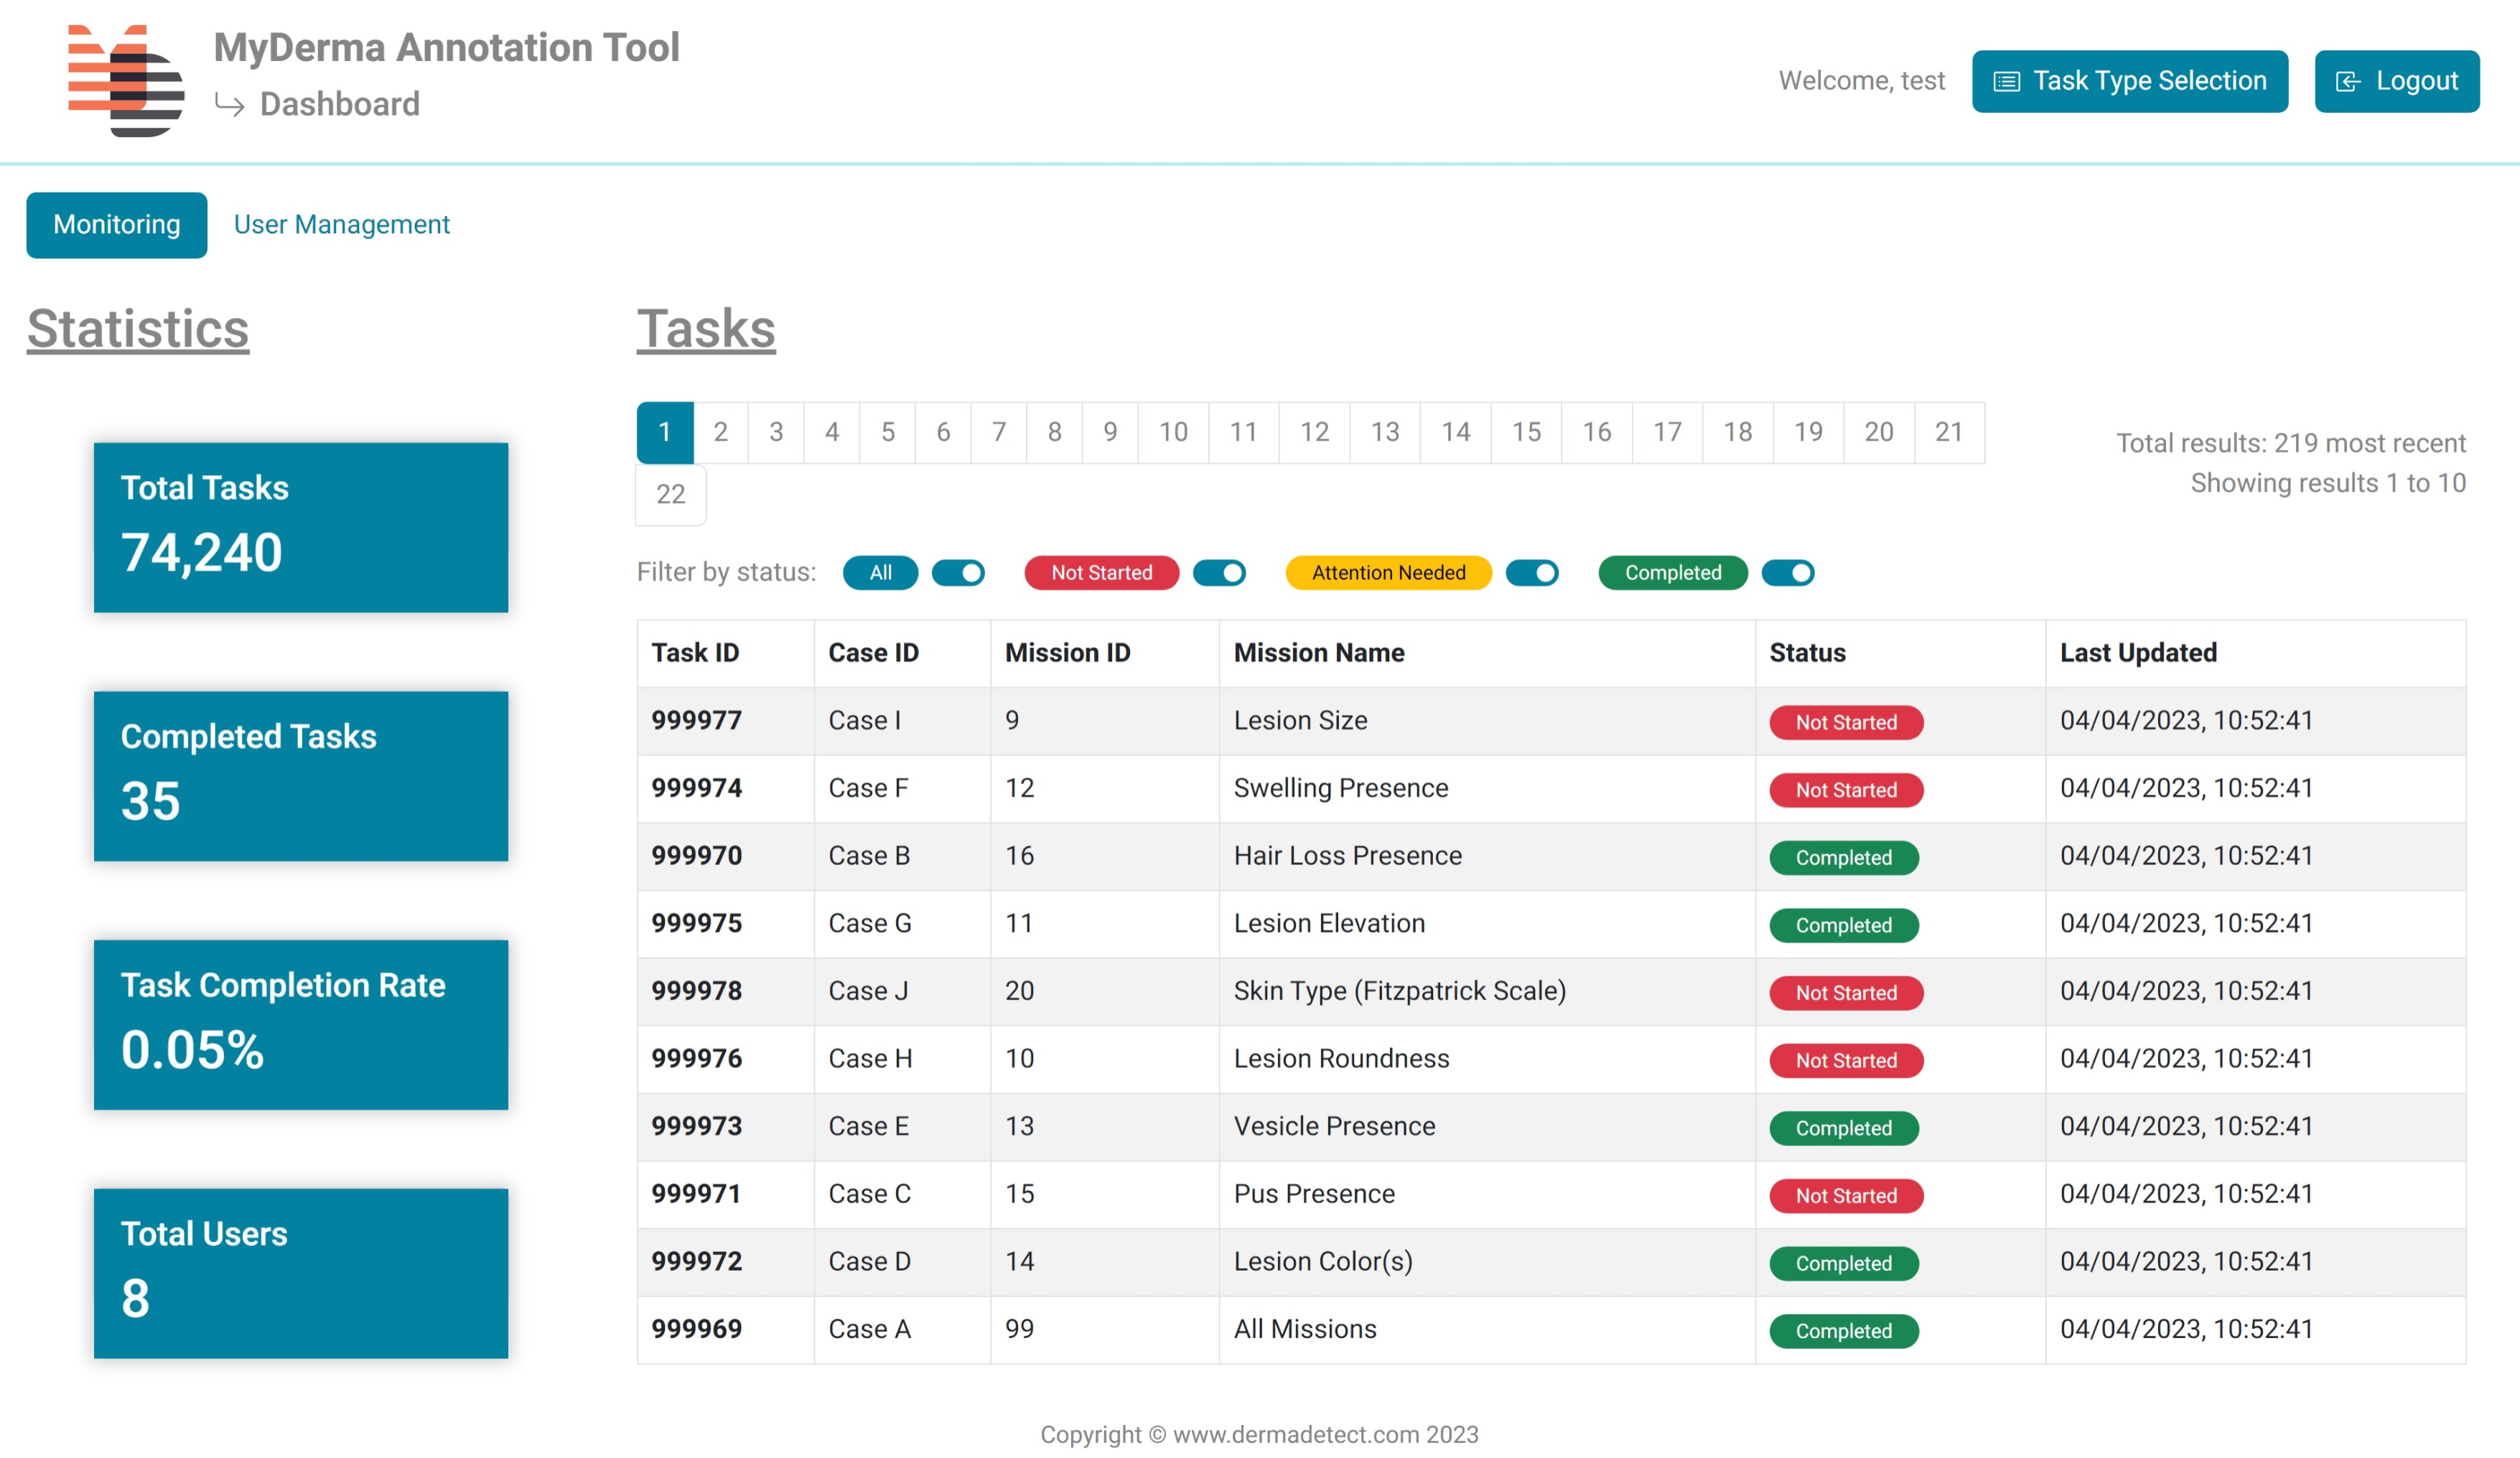 MyDerma Annotation Tool
Dashboard
Welcome, test
Task Type Selection
Logout
Monitoring
User Management
Statistics
Total Tasks
74,240
Completed Tasks
35
Task Completion Rate
0.05%
Total Users
8
Tasks
1 2 3 4 5 6 7 8 9 10 11 12 13 14 15 16 17 18 19 20 21
22
Total results: 219 most recent
Showing results 1 to 10
Filter by status: All Not Started Attention Needed Completed
Task ID Case ID Mission ID Mission Name Status Last Updated
999977 Case I 9 Lesion Size Not Started 04/04/2023, 10:52:41
999974 Case F 12 Swelling Presence Not Started 04/04/2023, 10:52:41
999970 Case B 16 Hair Loss Presence Completed 04/04/2023, 10:52:41
999975 Case G 11 Lesion Elevation Completed 04/04/2023, 10:52:41
999978 Case J 20 Skin Type (Fitzpatrick Scale) Not Started 04/04/2023, 10:52:41
999976 Case H 10 Lesion Roundness Not Started 04/04/2023, 10:52:41
999973 Case E 13 Vesicle Presence Completed 04/04/2023, 10:52:41
999971 Case C 15 Pus Presence Not Started 04/04/2023, 10:52:41
999972 Case D 14 Lesion Color(s) Completed 04/04/2023, 10:52:41
999969 Case A 99 All Missions Completed 04/04/2023, 10:52:41
Copyright © www.dermadetect.com 2023